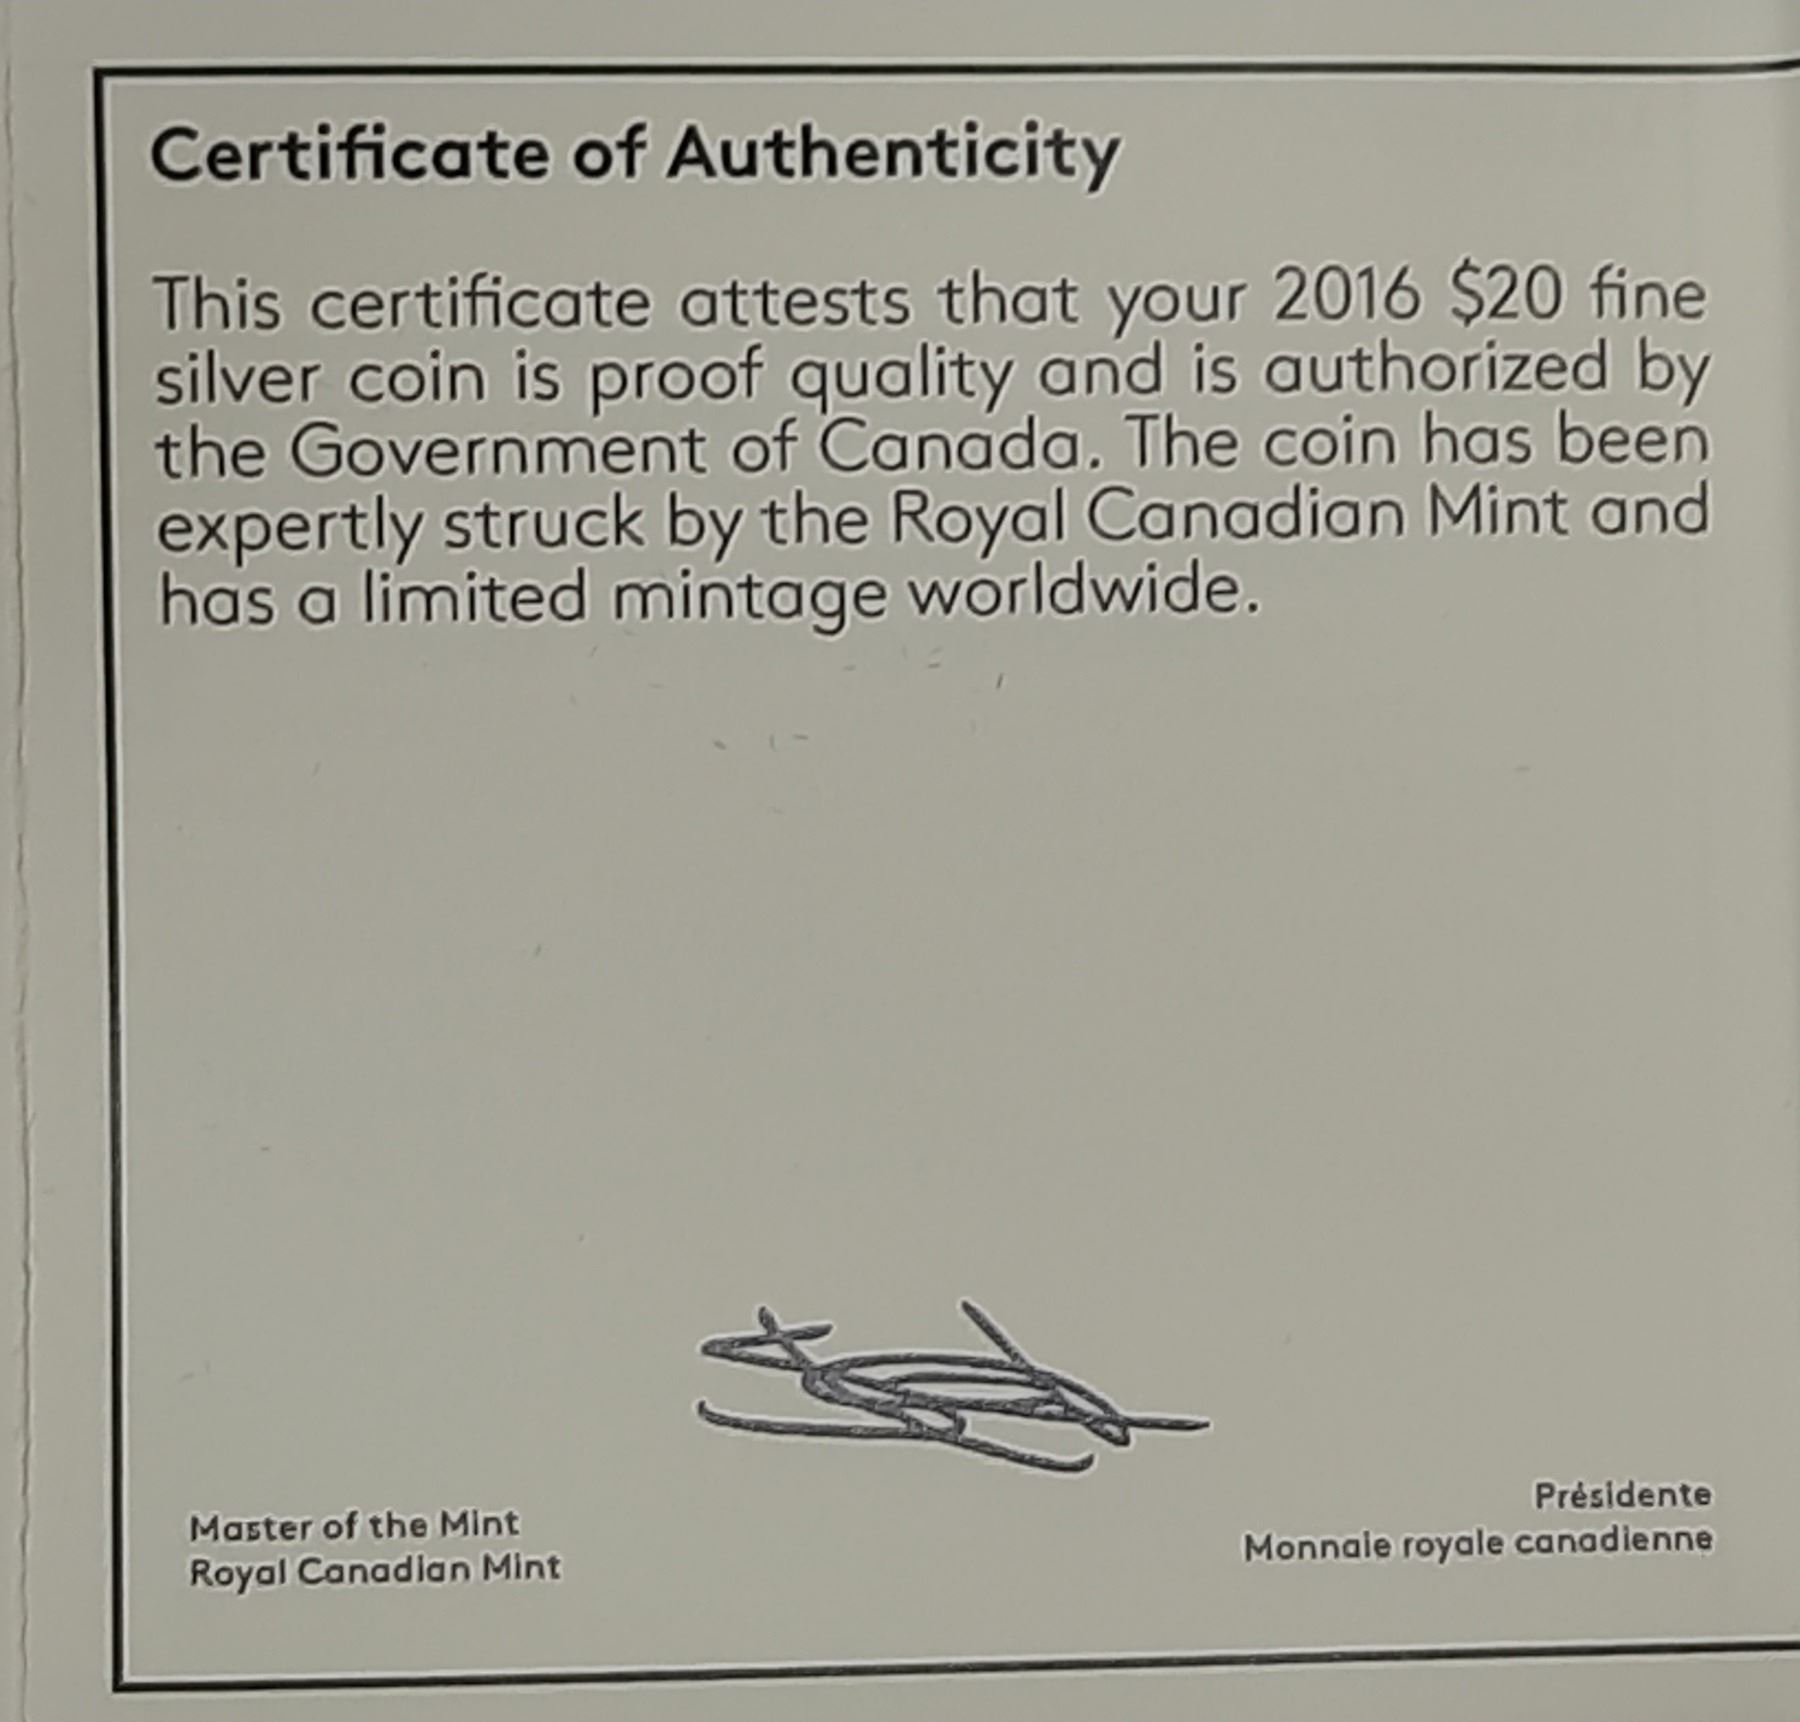 Certificate of Authenticity
This certificate attests that your 2016 $20 fine
silver coin is proof quality and is authorized by
the Government of Canada. The coin has been
expertly struck by the Royal Canadian Mint and
has a limited mintage worldwide.
Master of the Mint
Royal Canadian Mint
Présidente
Monnaie royale canadienne